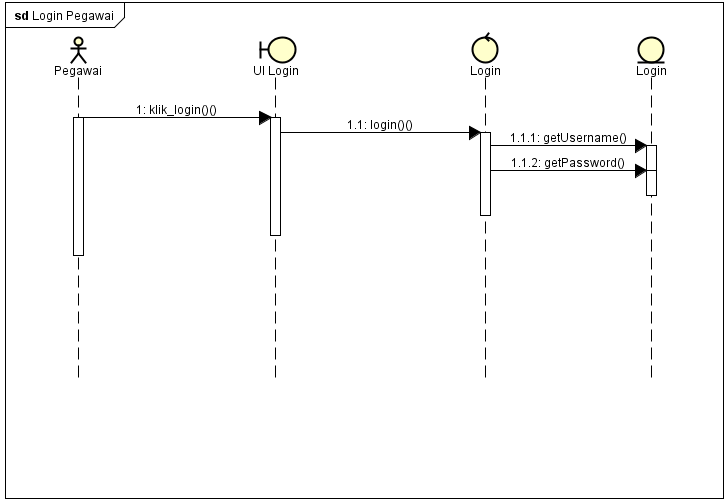 sd Login Pegawai
Pegawai
UI Login
Login
Login
1: klik_login()()
1.1: login()()
1.1.1: getUsername()
1.1.2: getPassword()